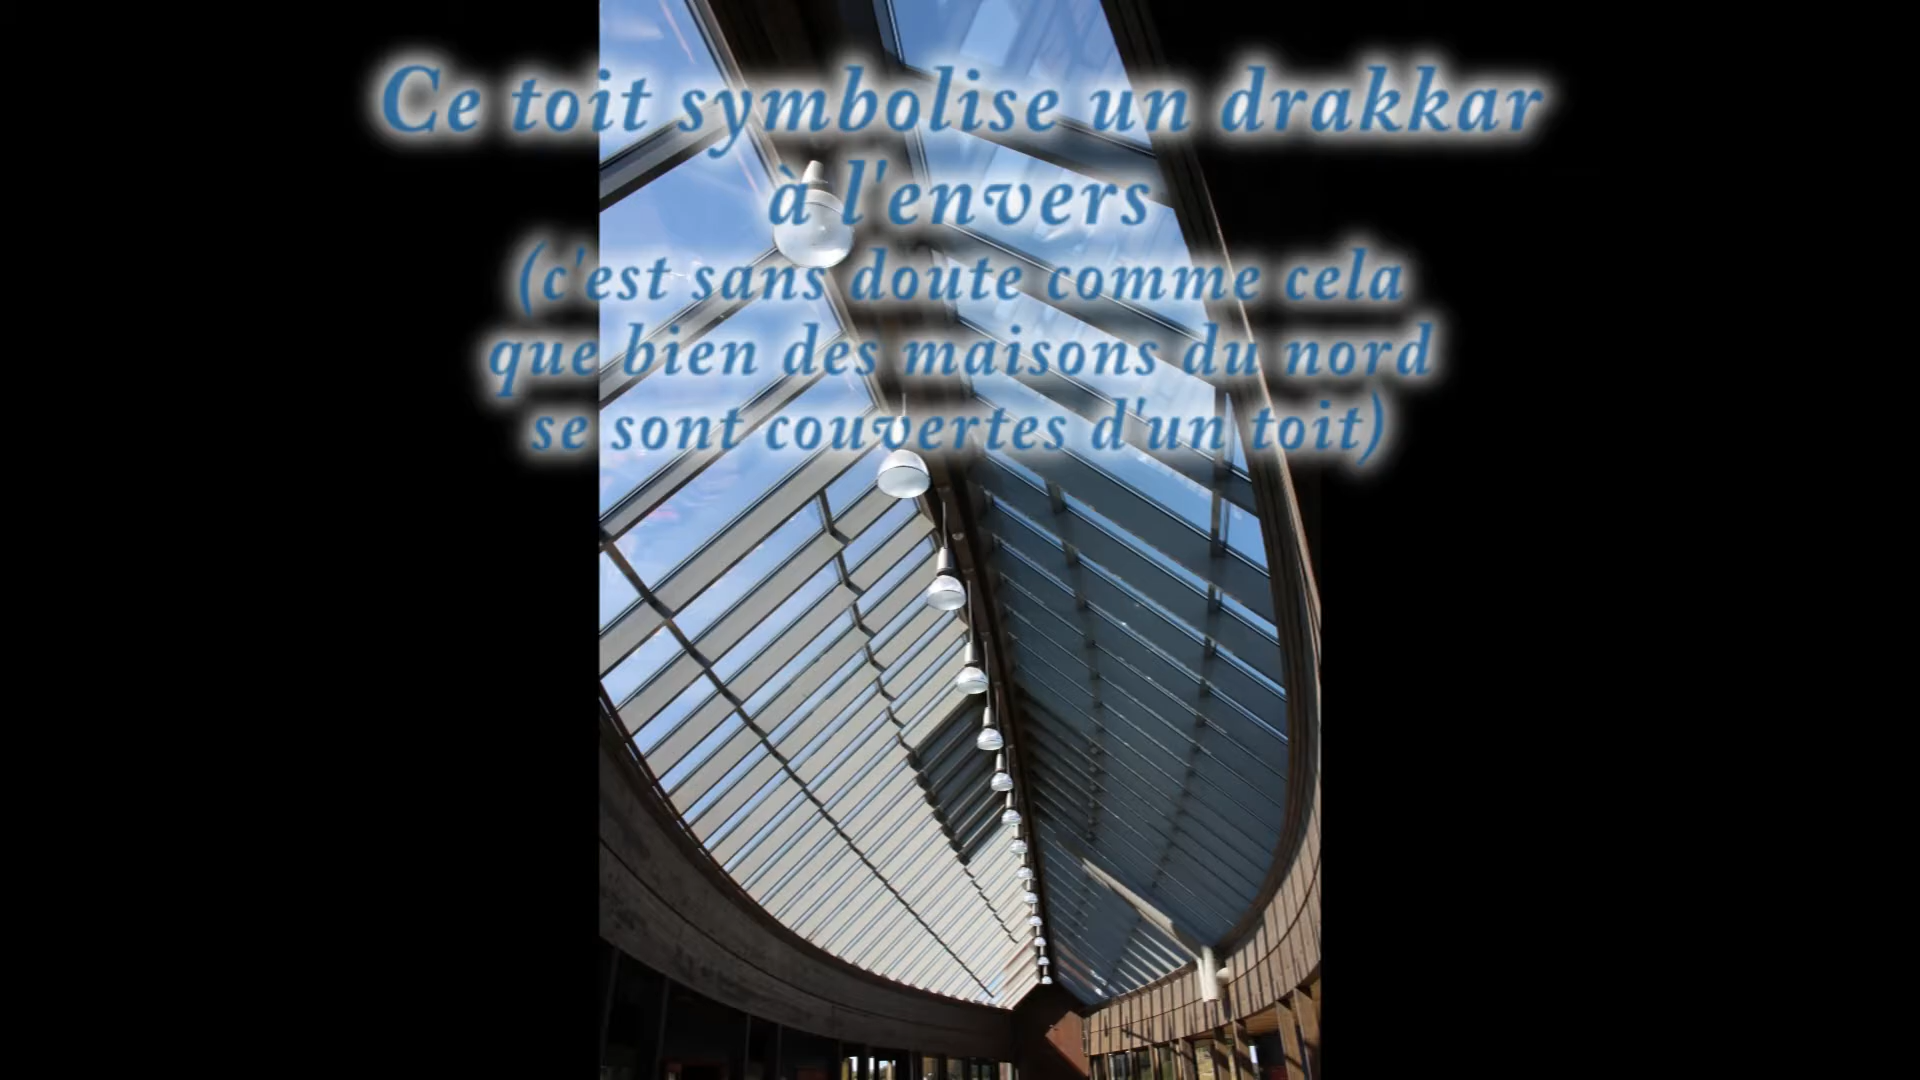 Ce toit symbolise un drakkar
à l'envers
(c'est sans doute comme cela
que bien des maisons du nord
se sont couvertes d'un toit)